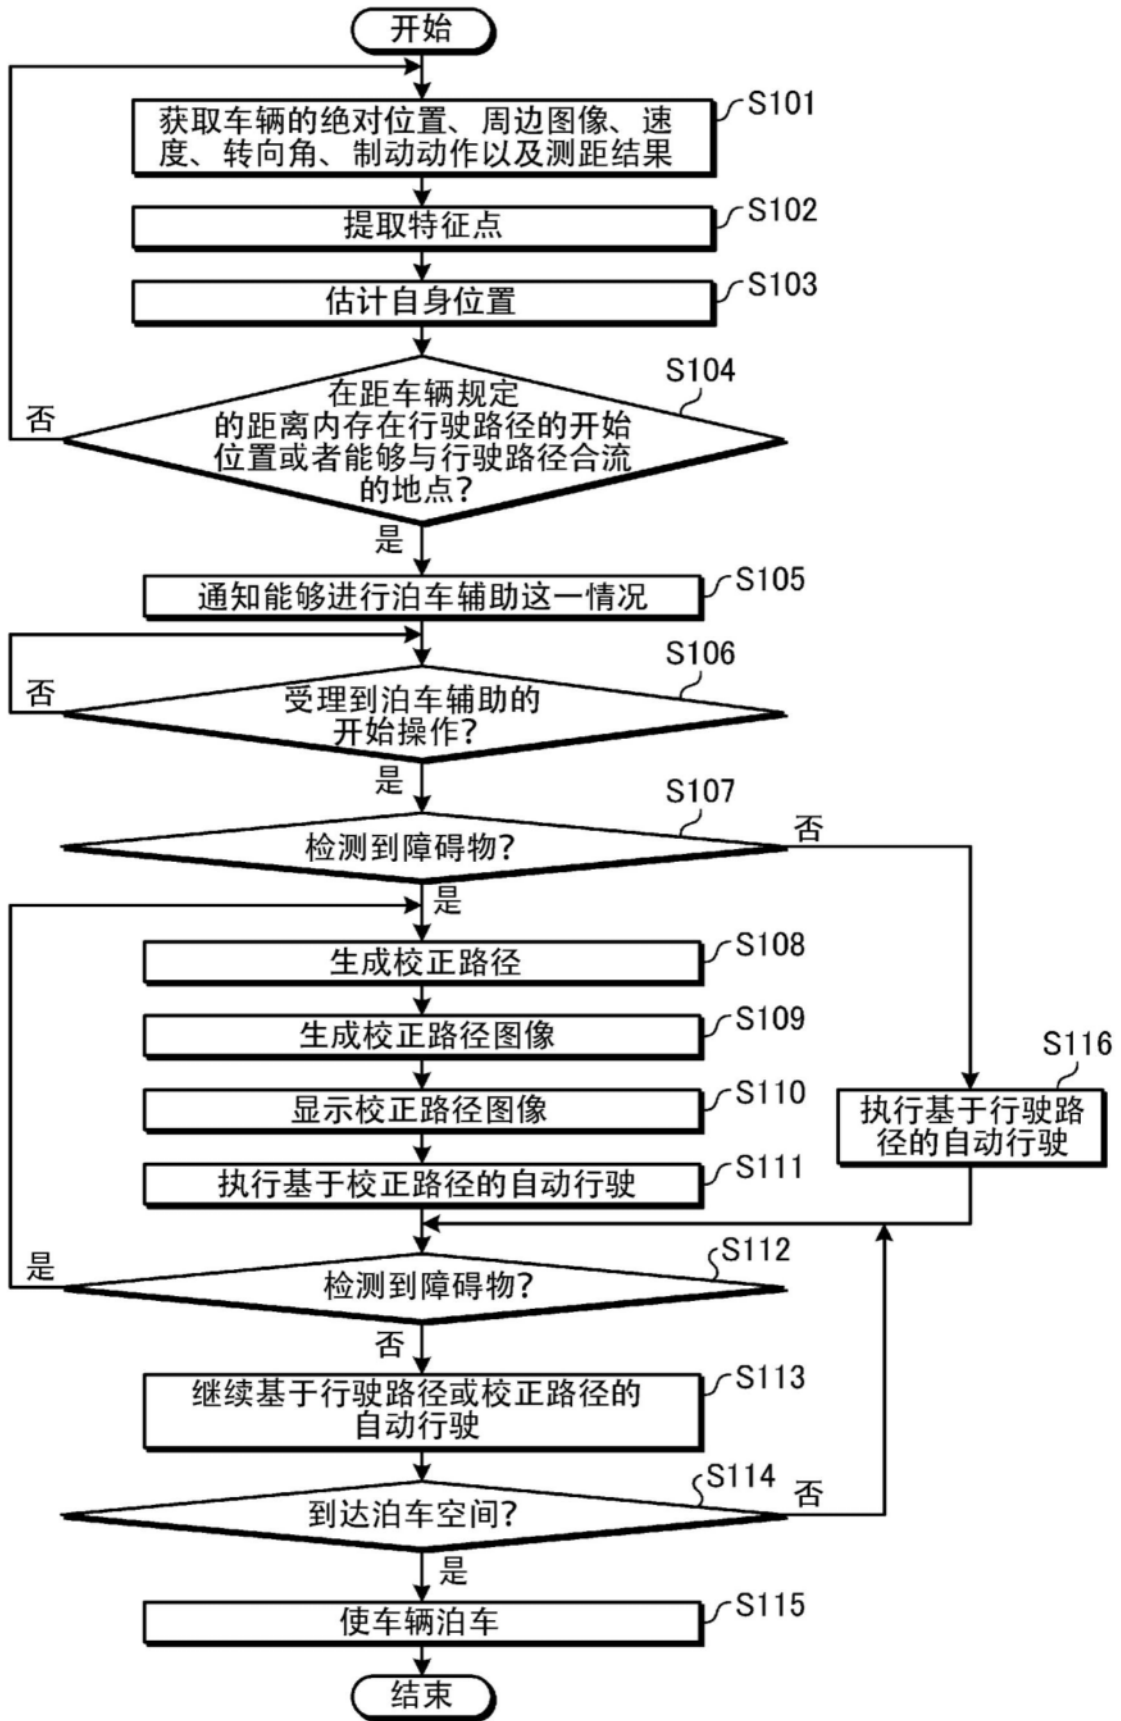 开始
S101
获取车辆的绝对位置、周边图像、速
度、转向角、制动动作以及测距结果
S102
提取特征点
S103
估计自身位置
S104
在距车辆规定
的距离内存在行驶路径的开始
位置或者能够与行驶路径合流
的地点?
否
是
S105
通知能够进行泊车辅助这一情况
S106
受理到泊车辅助的
开始操作?
否
是
S107
检测到障碍物?
否
是
S108
生成校正路径
S109
生成校正路径图像
S110
显示校正路径图像
S116
执行基于行驶路
径的自动行驶
S111
执行基于校正路径的自动行驶
S112
检测到障碍物?
是
否
S113
继续基于行驶路径或校正路径的
自动行驶
S114
到达泊车空间?
否
是
S115
使车辆泊车
结束